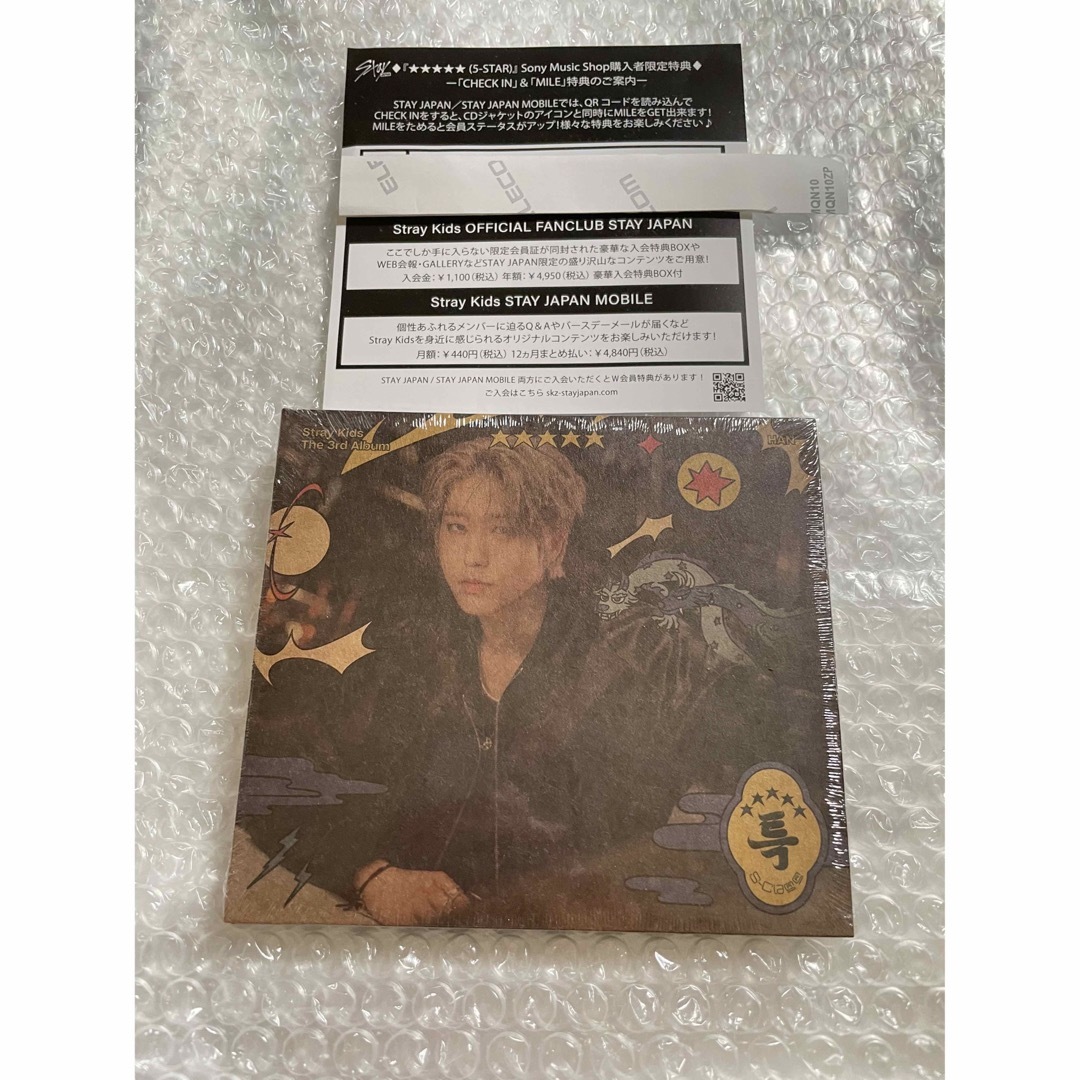 Stray
◆『★★★★★ (5-STAR)』 Sony Music Shop購入者限定特典◆
ー「CHECK IN」&「MILE」特典のご案内ー
STAY JAPAN／STAY JAPAN MOBILEでは、QRコードを読み込んで
CHECK INをすると、CDジャケットのアイコンと同時にMILEをGET出来ます!
MILEをためると会員ステータスがアップ!様々な特典をお楽しみください♪
ELF
LECO
COM
MQN10
MQN10ZP
Stray Kids OFFICIAL FANCLUB STAY JAPAN
ここでしか手に入らない限定会員証が同封された豪華な入会特典BOXや
WEB会報・GALLERYなどSTAY JAPAN限定の盛り沢山なコンテンツをご用意!
入会金：￥1,100（税込） 年額：￥4,950（税込） 豪華入会特典BOX付
Stray Kids STAY JAPAN MOBILE
個性あふれるメンバーに迫るQ＆Aやバースデーメールが届くなど
Stray Kidsを身近に感じられるオリジナルコンテンツをお楽しみいただけます!
月額：￥440円（税込） 12ヵ月まとめ払い：￥4,840円（税込）
STAY JAPAN / STAY JAPAN MOBILE 両方にご入会いただくとW会員特典があります！
ご入会はこちら skz-stayjapan.com
Stray Kids
The 3rd Album
★★★★★
HAN
★★★★★
특
S-Class